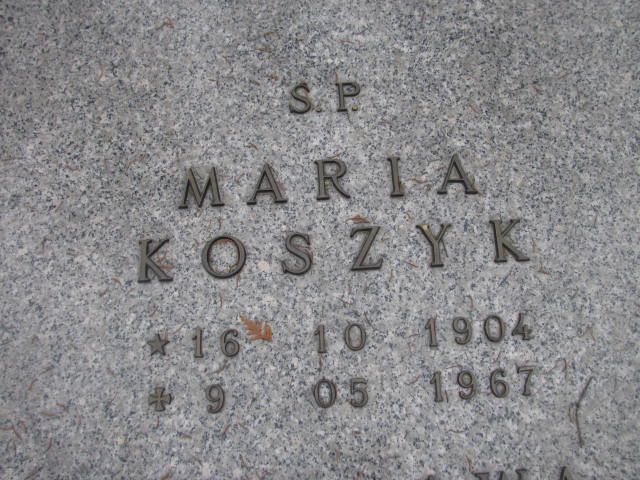 S.P.
MARIA
KOSZYK
★ 16 10 1904
✠ 9 05 1967